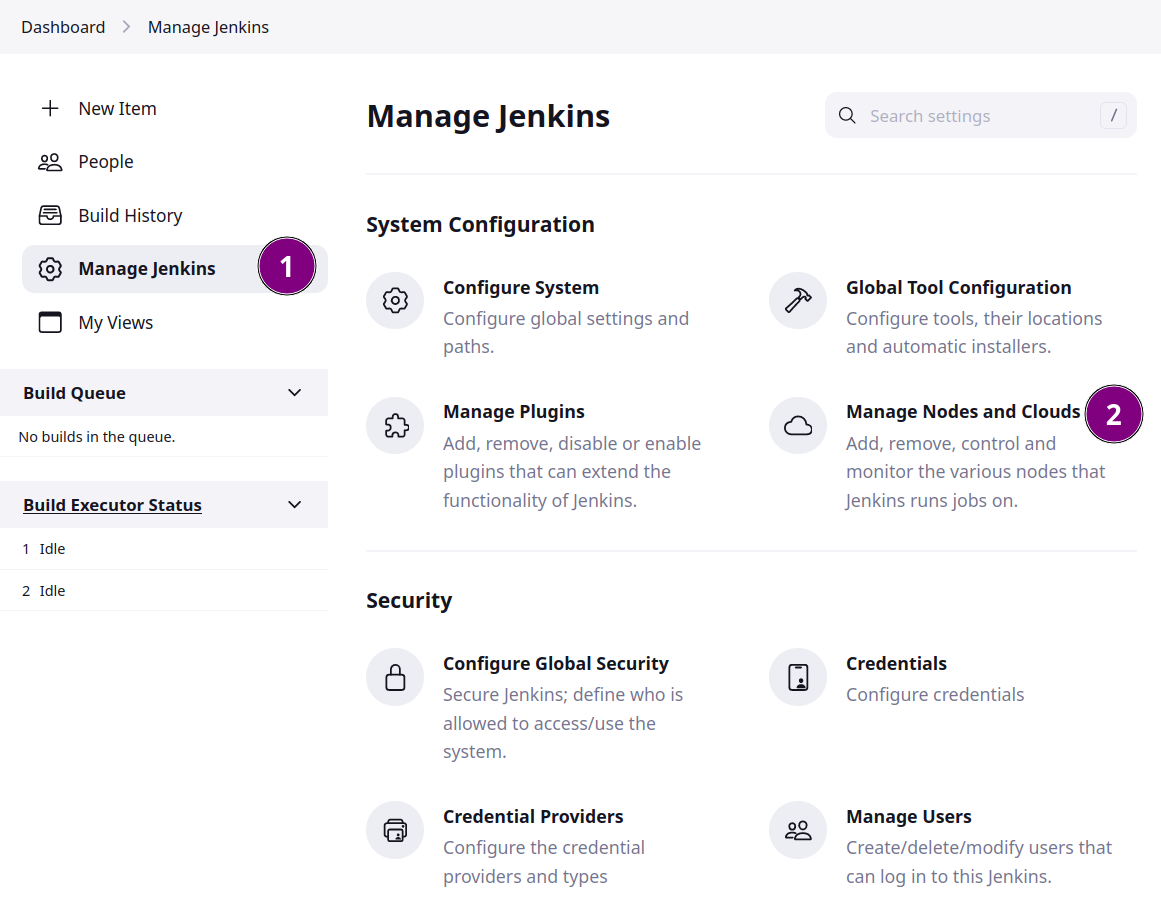 Dashboard > Manage Jenkins
New Item
People
Build History
Manage Jenkins
1
My Views
Build Queue
No builds in the queue.
Build Executor Status
1 Idle
2 Idle
Manage Jenkins
Search settings
/
System Configuration
Configure System
Configure global settings and
paths.
Global Tool Configuration
Configure tools, their locations
and automatic installers.
Manage Plugins
Add, remove, disable or enable
plugins that can extend the
functionality of Jenkins.
Manage Nodes and Clouds
2
Add, remove, control and
monitor the various nodes that
Jenkins runs jobs on.
Security
Configure Global Security
Secure Jenkins; define who is
allowed to access/use the
system.
Credentials
Configure credentials
Credential Providers
Configure the credential
providers and types
Manage Users
Create/delete/modify users that
can log in to this Jenkins.